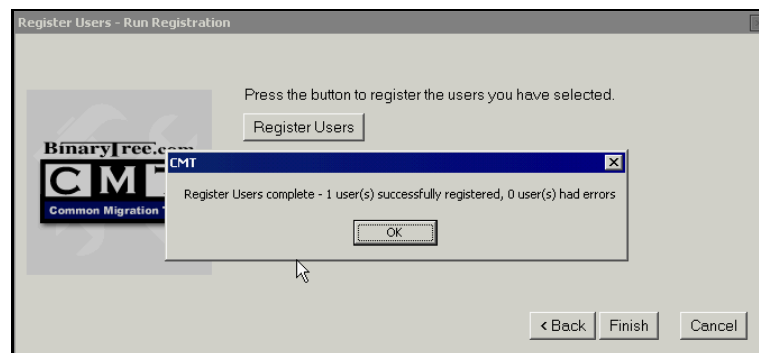 Register Users - Run Registration
Press the button to register the users you have selected.
Register Users
BinaryTree.com
CMT
CMT
Register Users complete - 1 user(s) successfully registered, 0 user(s) had errors
Common Migration
OK
< Back
Finish
Cancel